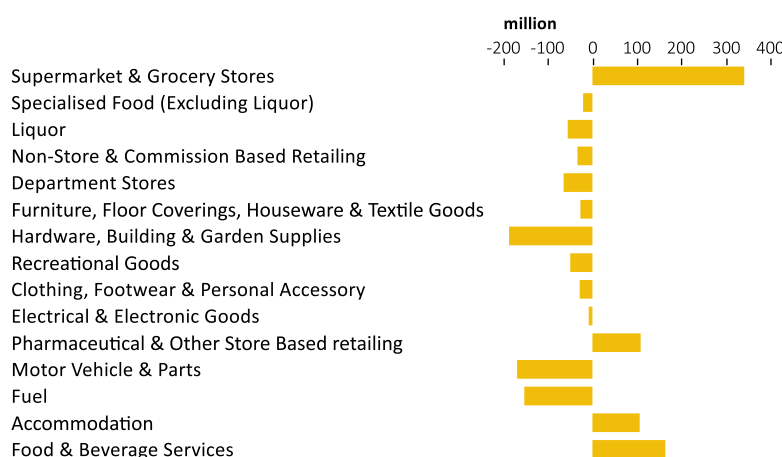 million
-200 -100 0 100 200 300 400
Supermarket & Grocery Stores
Specialised Food (Excluding Liquor)
Liquor
Non-Store & Commission Based Retailing
Department Stores
Furniture, Floor Coverings, Houseware & Textile Goods
Hardware, Building & Garden Supplies
Recreational Goods
Clothing, Footwear & Personal Accessory
Electrical & Electronic Goods
Pharmaceutical & Other Store Based retailing
Motor Vehicle & Parts
Fuel
Accommodation
Food & Beverage Services